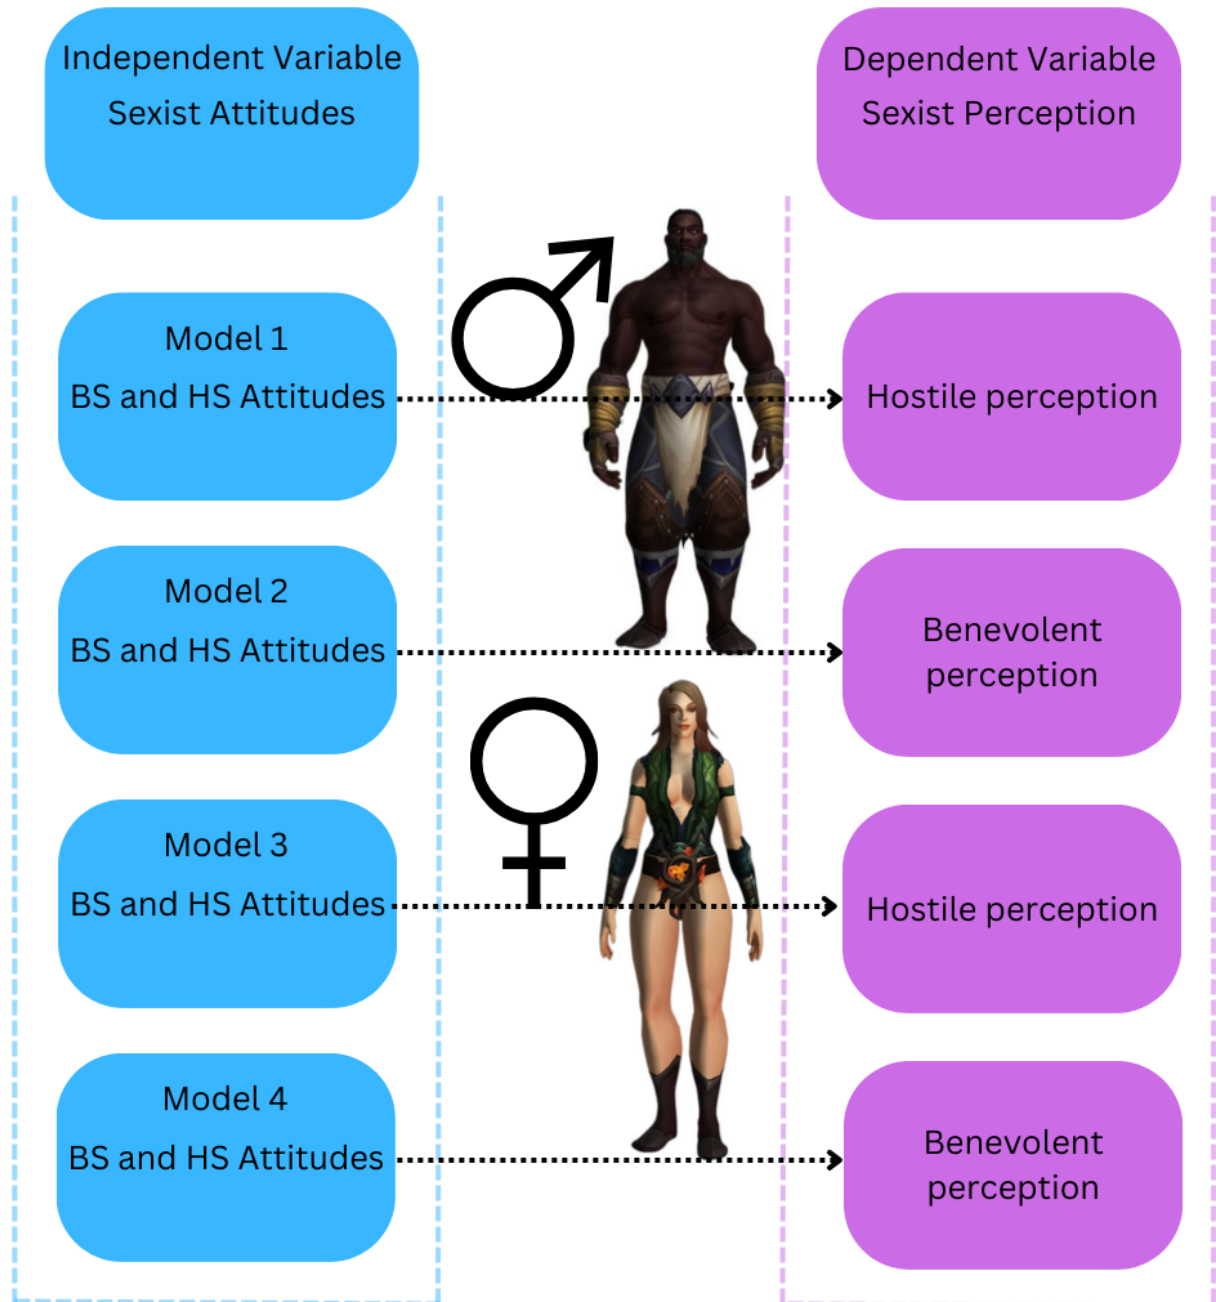 Independent Variable
Sexist Attitudes
Dependent Variable
Sexist Perception
Model 1
BS and HS Attitudes
Hostile perception
Model 2
BS and HS Attitudes
Benevolent
perception
Model 3
BS and HS Attitudes
Hostile perception
Model 4
BS and HS Attitudes
Benevolent
perception